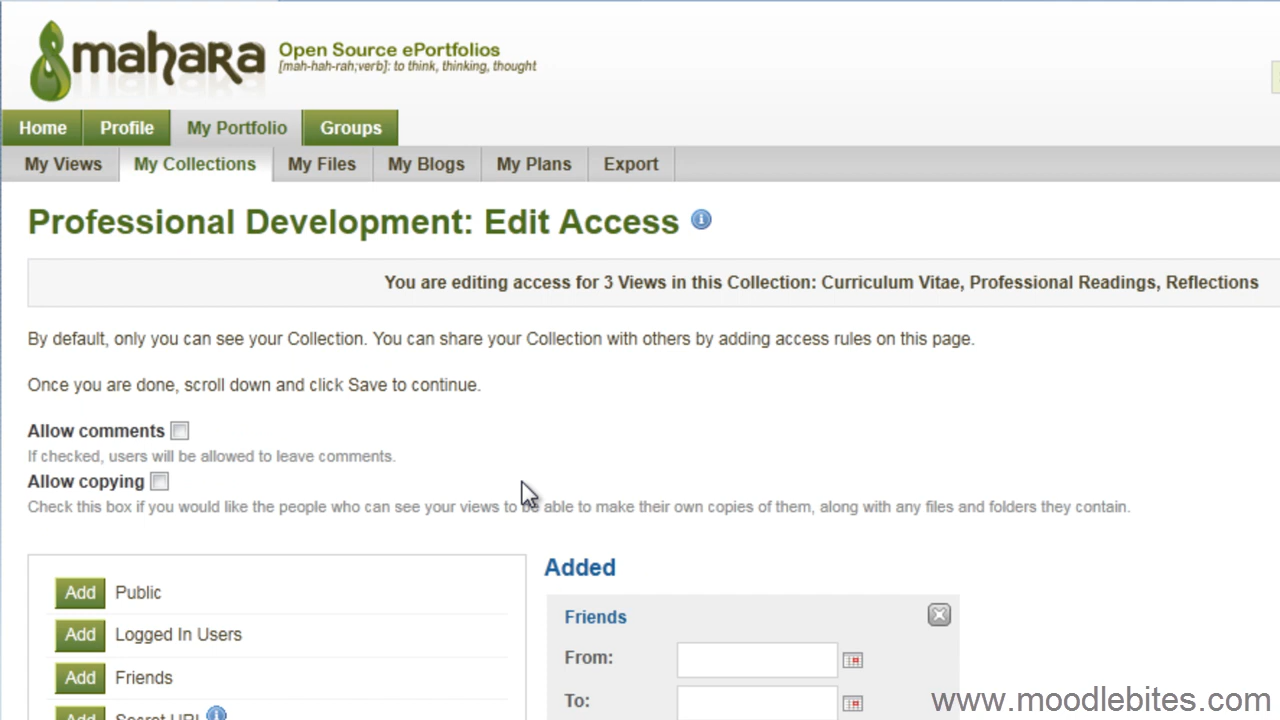 mahara
Open Source ePortfolios
[mah-hah-rah;verb]: to think, thinking, thought
Home Profile My Portfolio Groups
My Views My Collections My Files My Blogs My Plans Export
Professional Development: Edit Access
You are editing access for 3 Views in this Collection: Curriculum Vitae, Professional Readings, Reflections
By default, only you can see your Collection. You can share your Collection with others by adding access rules on this page.
Once you are done, scroll down and click Save to continue.
Allow comments
If checked, users will be allowed to leave comments.
Allow copying
Check this box if you would like the people who can see your views to be able to make their own copies of them, along with any files and folders they contain.
Add Public
Add Logged In Users
Add Friends
Add Secret URL
Added
Friends
From:
To:
www.moodlebites.com